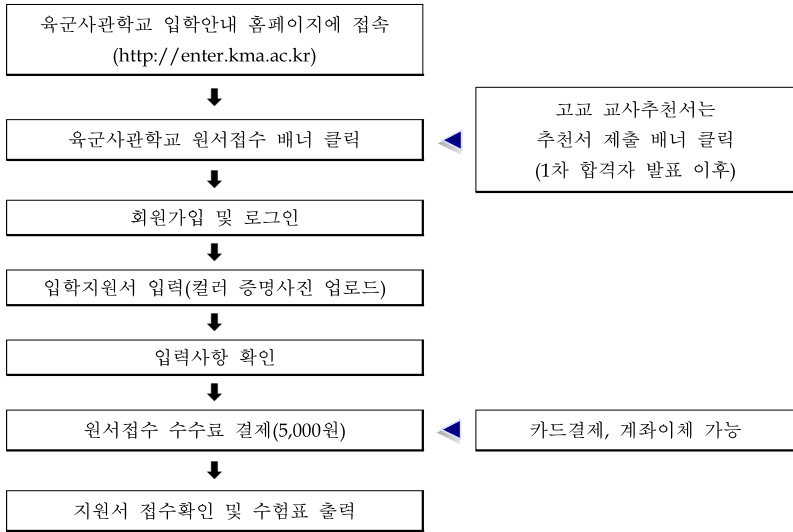 육군사관학교 입학안내 홈페이지에 접속
(http://enter.kma.ac.kr)
육군사관학교 원서접수 배너 클릭
고교 교사추천서는
추천서 제출 배너 클릭
(1차 합격자 발표 이후)
회원가입 및 로그인
입학지원서 입력(컬러 증명사진 업로드)
입력사항 확인
원서접수 수수료 결제(5,000원)
카드결제, 계좌이체 가능
지원서 접수확인 및 수험표 출력